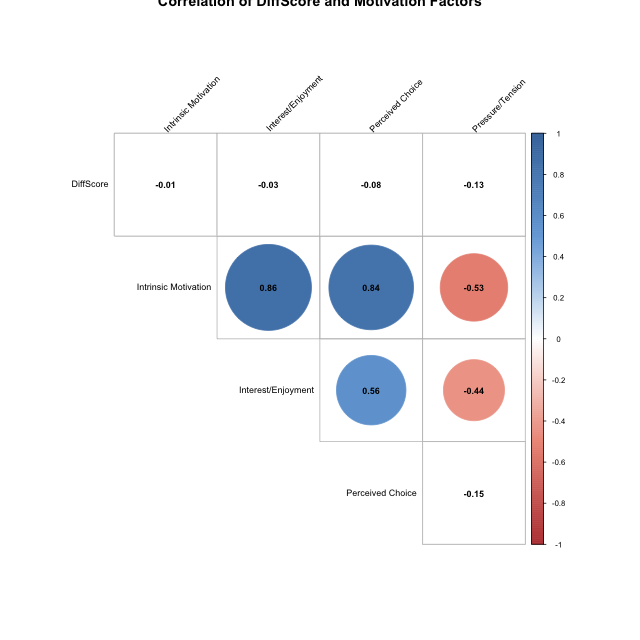 Correlation of DiffScore and Motivation Factors
Intrinsic Motivation
Interest/Enjoyment
Perceived Choice
Pressure/Tension
DiffScore -0.01 -0.03 -0.08 -0.13
Intrinsic Motivation 0.86 0.84 -0.53
Interest/Enjoyment 0.56 -0.44
Perceived Choice -0.15
1
0.8
0.6
0.4
0.2
0
-0.2
-0.4
-0.6
-0.8
-1